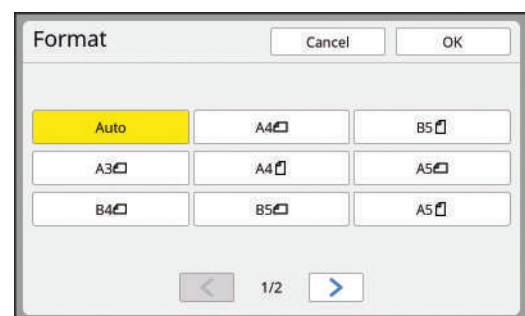 Format Cancel OK
Auto A4 B5
A3 A4 A5
B4 B5 A5
1/2